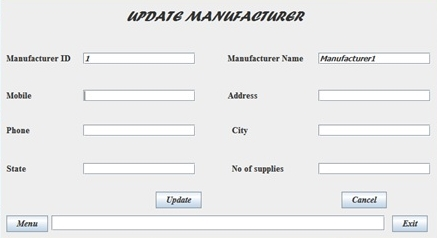 UPDATE MANUFACTURER
Manufacturer ID 1 Manufacturer Name Manufacturer1
Mobile Address
Phone City
State No of supplies
Update Cancel
Menu Exit